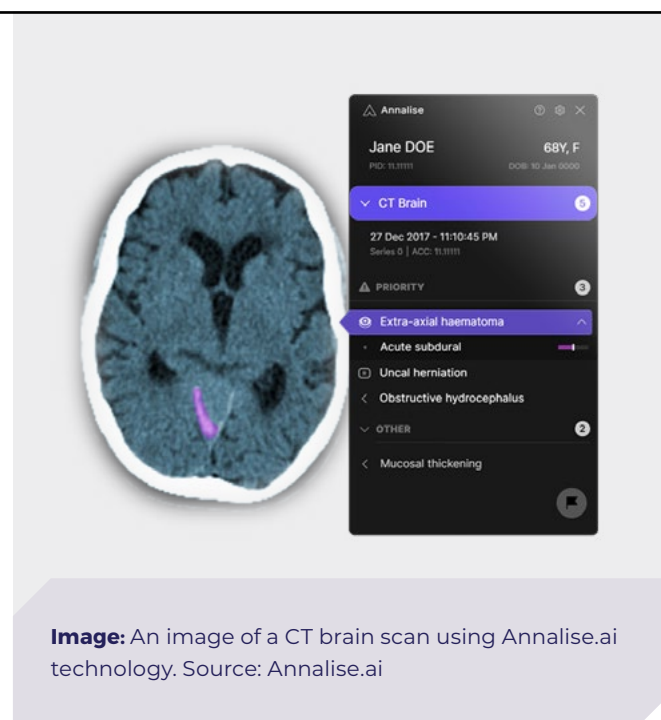 Annalise
Jane DOE 68Y, F
PID: 11.11111 DOB: 10 Jan 0000
CT Brain 5
27 Dec 2017 - 11:10:45 PM
Series 0 | ACC: 11.11111
PRIORITY 3
Extra-axial haematoma
Acute subdural
Uncal herniation
Obstructive hydrocephalus
OTHER 2
Mucosal thickening
Image: An image of a CT brain scan using Annalise.ai
technology. Source: Annalise.ai